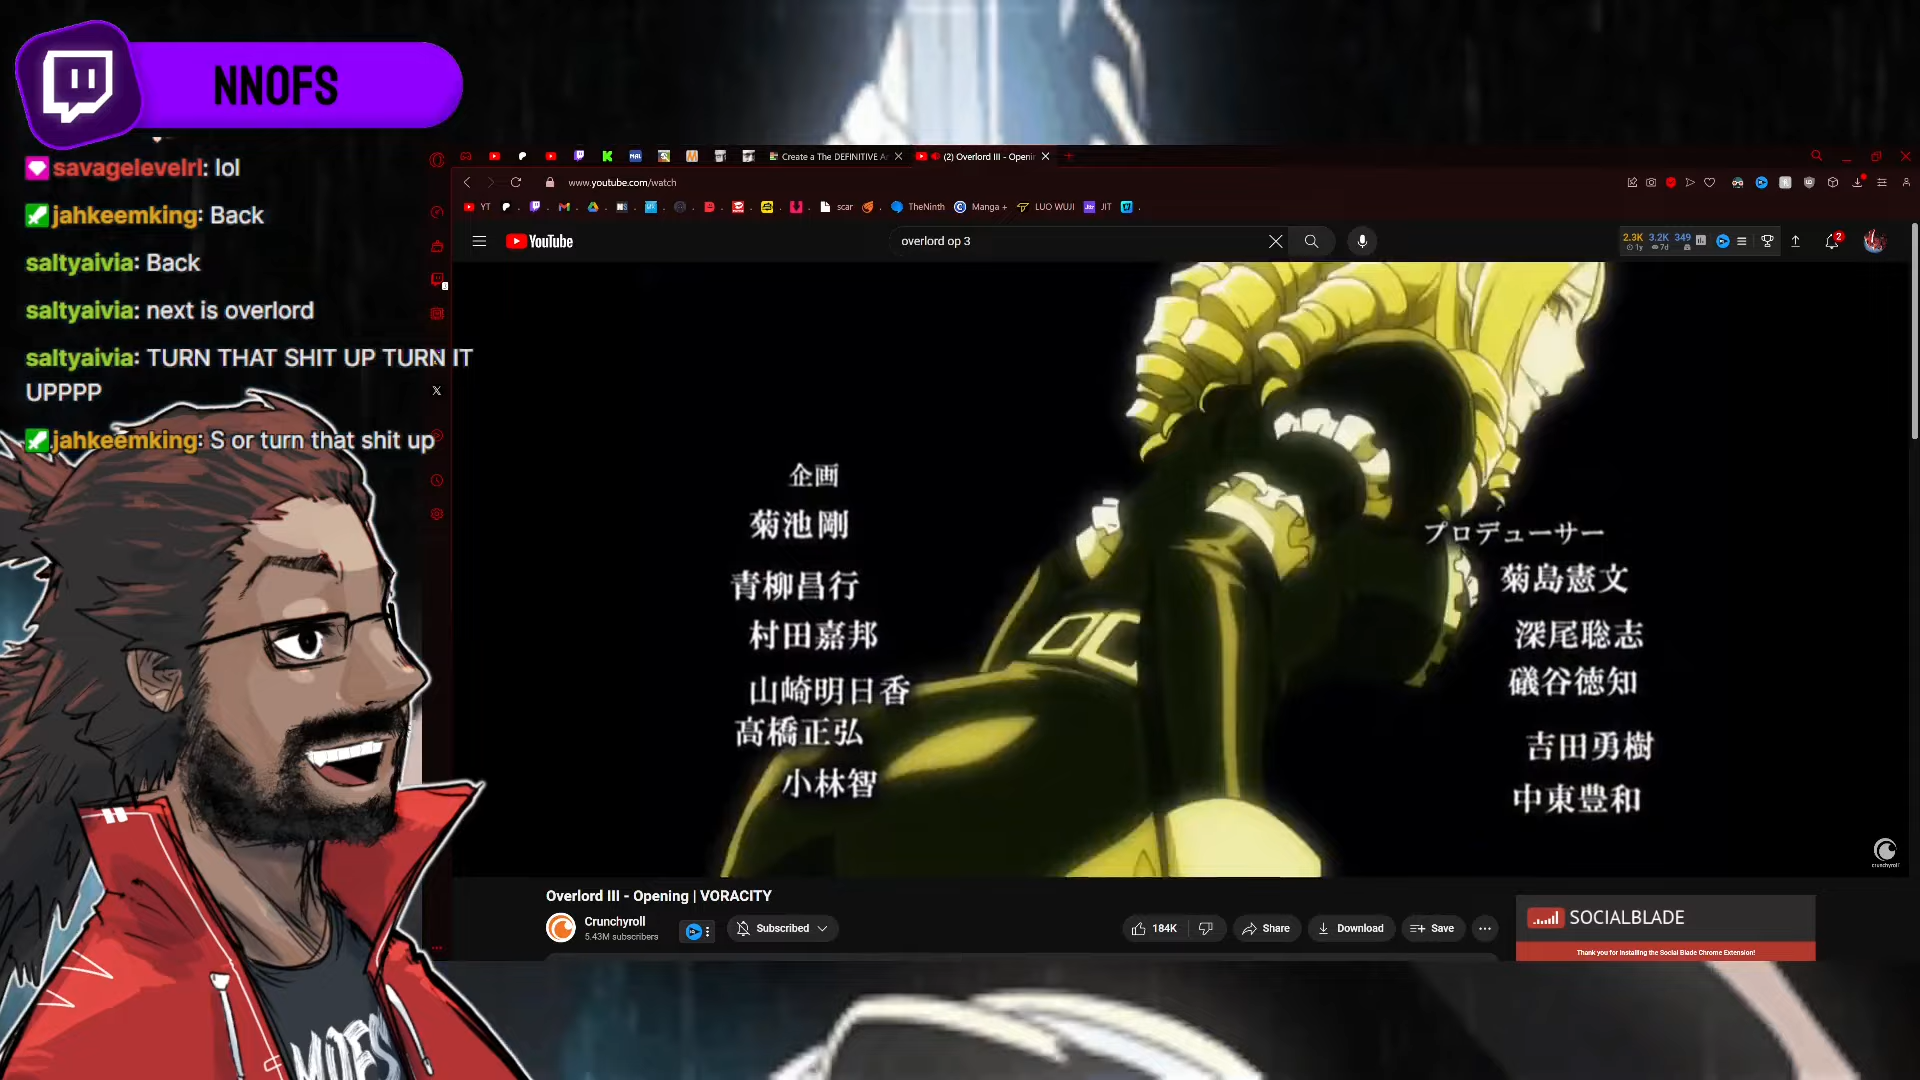 NNOFS
savagelevelrl: lol
jahkeemking: Back
saltyaivia: Back
saltyaivia: next is overlord
saltyaivia: TURN THAT SHIT UP TURN IT
UPPPP
jahkeemking: S or turn that shit up
Create a The DEFINITIVE A
(2) Overlord III - Openi
www.youtube.com/watch
YT
scar
TheNinth
Manga +
LUO WUJI
JIT
YouTube
overlord op 3
2.3K 3.2K 349
1y 7d
2
企画
菊池剛
青柳昌行
村田嘉邦
山崎明日香
高橋正弘
小林智
プロデューサー
菊島憲文
深尾聡志
礒谷徳知
吉田勇樹
中東豊和
crunchyroll
Overlord III - Opening | VORACITY
Crunchyroll
5.43M subscribers
Subscribed
184K
Share
Download
Save
SOCIALBLADE
Thank you for installing the Social Blade Chrome Extension!